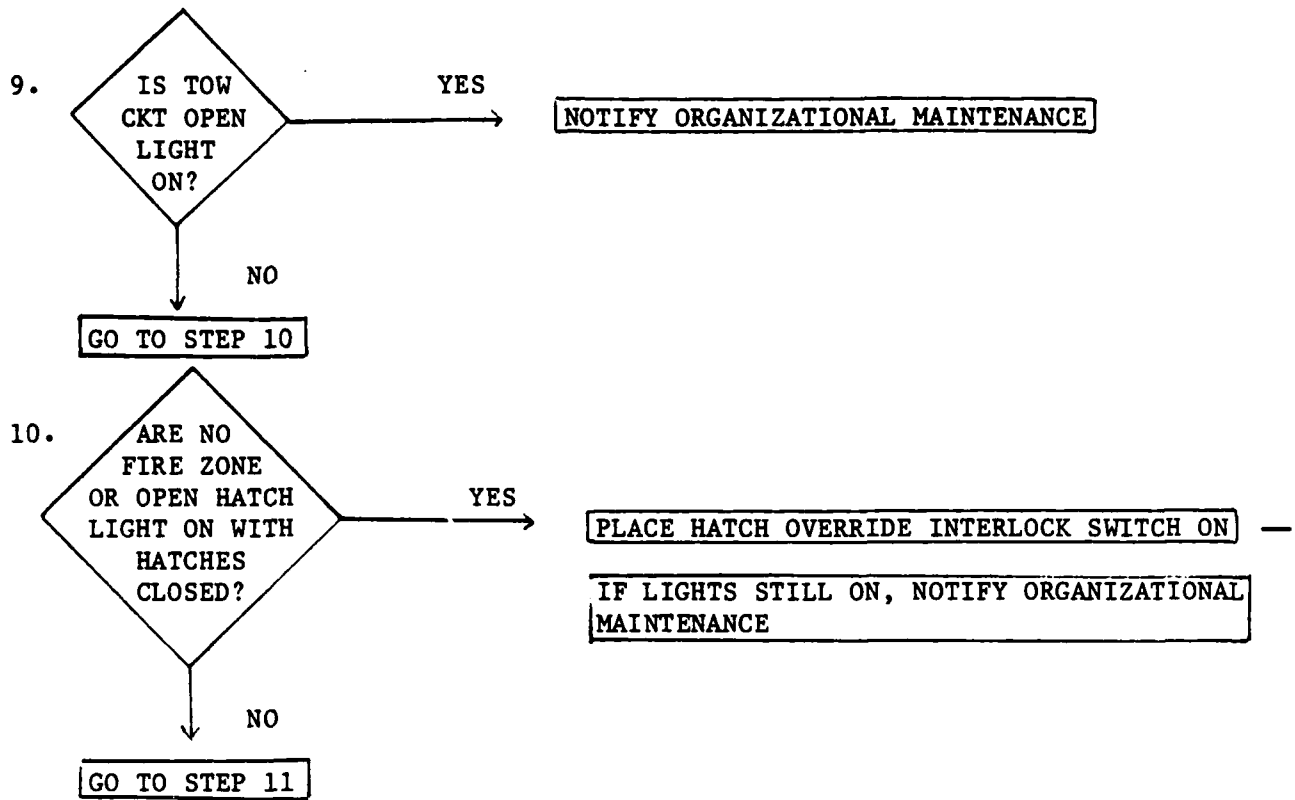 9.
IS TOW
CKT OPEN
LIGHT
ON?
YES
NOTIFY ORGANIZATIONAL MAINTENANCE
NO
GO TO STEP 10
10.
ARE NO
FIRE ZONE
OR OPEN HATCH
LIGHT ON WITH
HATCHES
CLOSED?
YES
PLACE HATCH OVERRIDE INTERLOCK SWITCH ON —
IF LIGHTS STILL ON, NOTIFY ORGANIZATIONAL
MAINTENANCE
NO
GO TO STEP 11